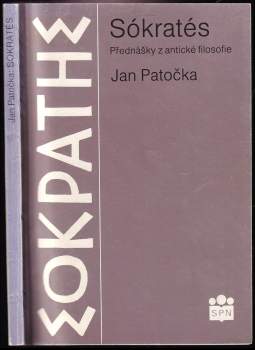 Jan Patočka: SÓKRATÉS
ΣΟΚΡΑΤΗΣ
Sókratés
Přednášky z antické filosofie
Jan Patočka
SPN